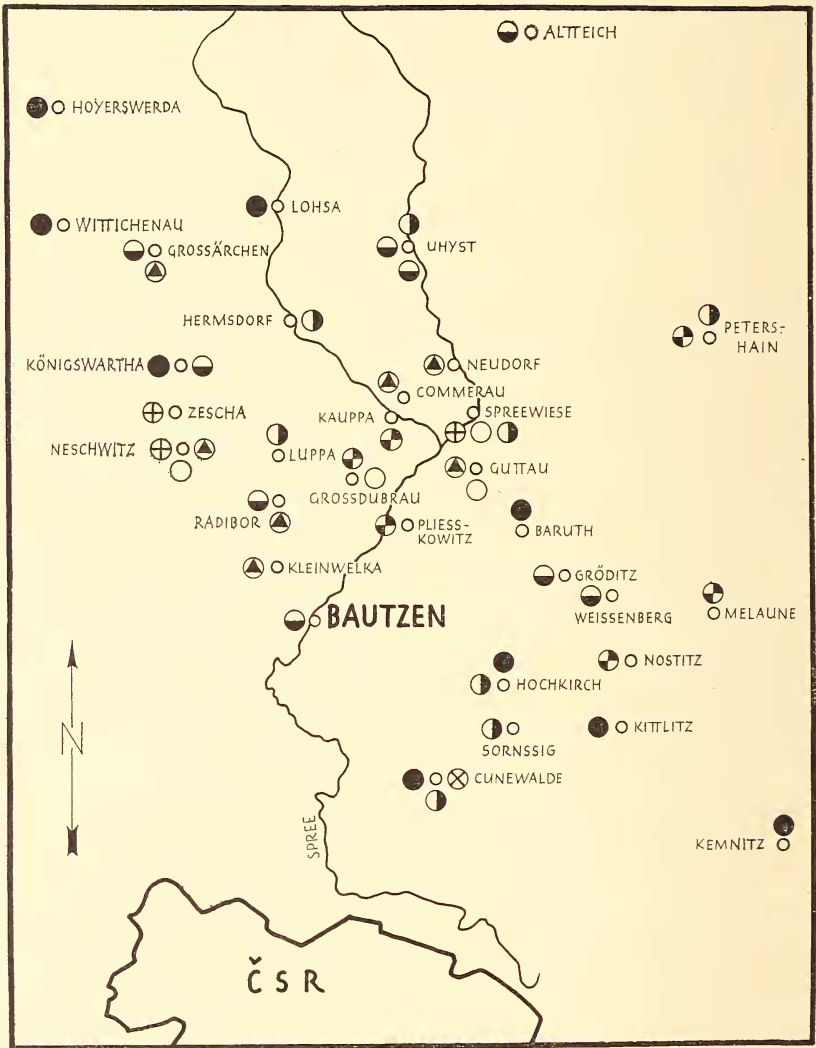 ALTTEICH
HOYERSWERDA
LOHSA
WITTICHENAU
GROSSÄRCHEN
UHYST
HERMSDORF
PETERS-
HAIN
KÖNIGSWARTHA
NEUDORF
COMMERAU
ZESCHA
KAUPPA
SPREEWIESE
NESCHWITZ
LUPPA
GUTTAU
GROSSDUBRAU
RADIBOR
PLIESS-
KOWITZ
BARUTH
KLEINWELKA
GRÖDITZ
WEISSENBERG
MELAUNE
BAUTZEN
NOSTITZ
HOCHKIRCH
N
KITTLITZ
SORNSSIG
CUNEWALDE
SPREE
KEMNITZ
ČSR